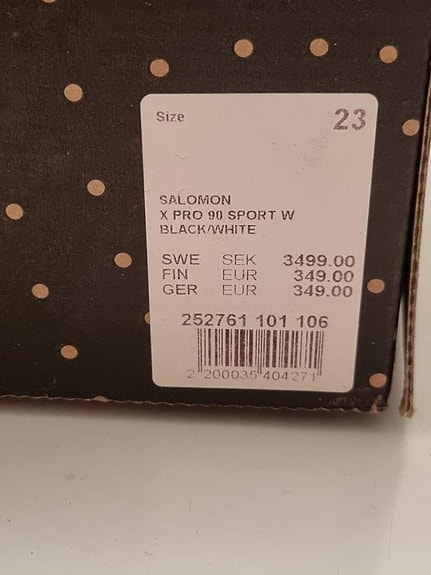 Size 23
SALOMON
X PRO 90 SPORT W
BLACK/WHITE
SWE SEK 3499.00
FIN EUR 349.00
GER EUR 349.00
252761 101 106
2 200035 404271